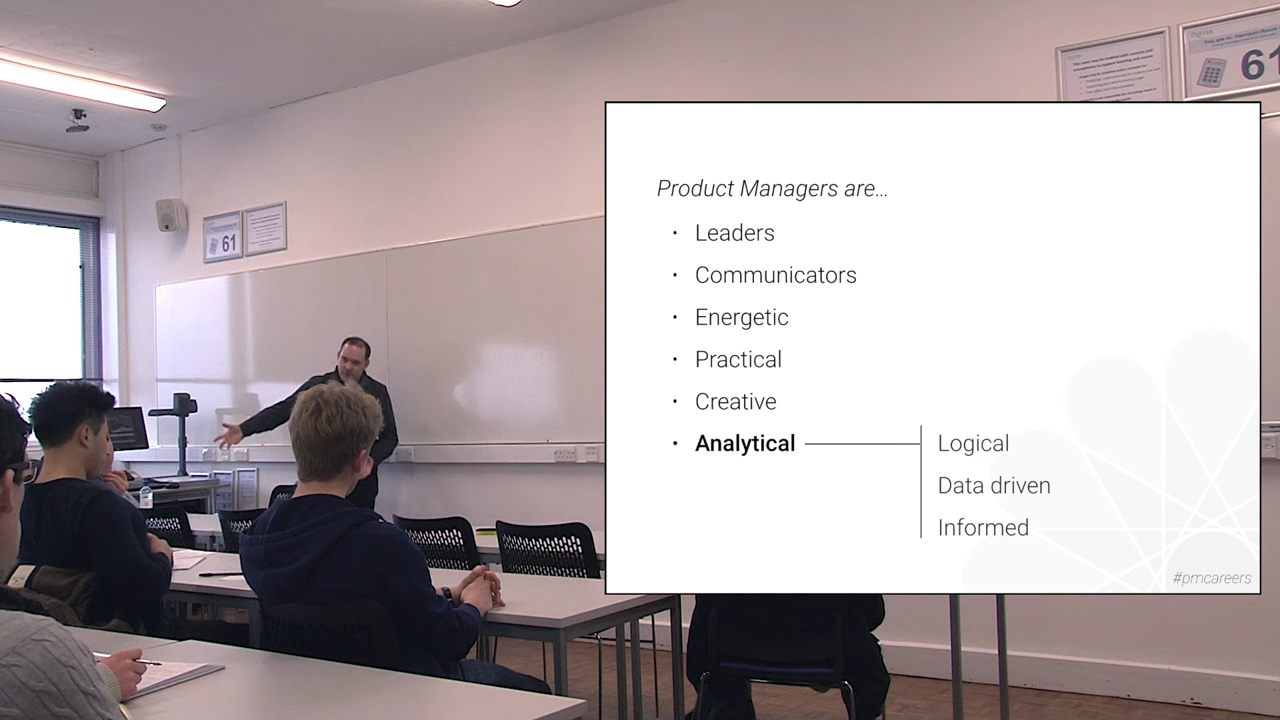 61
61
Product Managers are...
· Leaders
· Communicators
· Energetic
· Practical
· Creative
· Analytical
Logical
Data driven
Informed
#pmcareers